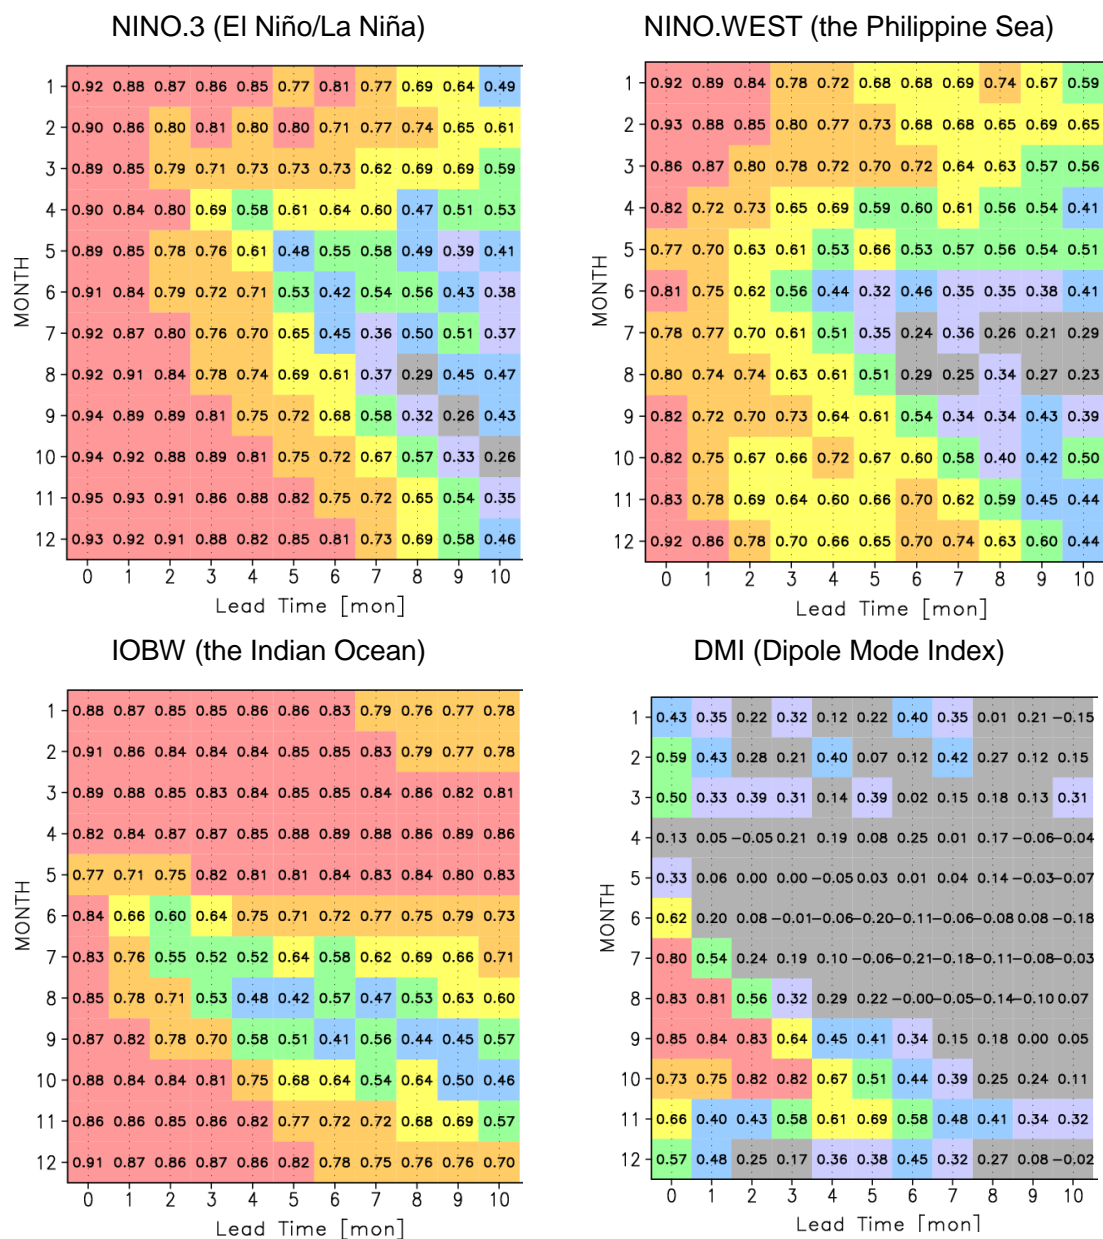 NINO.3 (El Niño/La Niña)
1 0.92 0.88 0.87 0.86 0.85 0.77 0.81 0.77 0.69 0.64 0.49
2 0.90 0.86 0.80 0.81 0.80 0.80 0.71 0.77 0.74 0.65 0.61
3 0.89 0.85 0.79 0.71 0.73 0.73 0.73 0.62 0.69 0.69 0.59
4 0.90 0.84 0.80 0.69 0.58 0.61 0.64 0.60 0.47 0.51 0.53
5 0.89 0.85 0.78 0.76 0.61 0.48 0.55 0.58 0.49 0.39 0.41
6 0.91 0.84 0.79 0.72 0.71 0.53 0.42 0.54 0.56 0.43 0.38
7 0.92 0.87 0.80 0.76 0.70 0.65 0.45 0.36 0.50 0.51 0.37
8 0.92 0.91 0.84 0.78 0.74 0.69 0.61 0.37 0.29 0.45 0.47
9 0.94 0.89 0.89 0.81 0.75 0.72 0.68 0.58 0.32 0.26 0.43
10 0.94 0.92 0.88 0.89 0.81 0.75 0.72 0.67 0.57 0.33 0.26
11 0.95 0.93 0.91 0.86 0.88 0.82 0.75 0.72 0.65 0.54 0.35
12 0.93 0.92 0.91 0.88 0.82 0.85 0.81 0.73 0.69 0.58 0.46
0 1 2 3 4 5 6 7 8 9 10
MONTH
Lead Time [mon]
NINO.WEST (the Philippine Sea)
1 0.92 0.89 0.84 0.78 0.72 0.68 0.68 0.69 0.74 0.67 0.59
2 0.93 0.88 0.85 0.80 0.77 0.73 0.68 0.68 0.65 0.69 0.65
3 0.86 0.87 0.80 0.78 0.72 0.70 0.72 0.64 0.63 0.57 0.56
4 0.82 0.72 0.73 0.65 0.69 0.59 0.60 0.61 0.56 0.54 0.41
5 0.77 0.70 0.63 0.61 0.53 0.66 0.53 0.57 0.56 0.54 0.51
6 0.81 0.75 0.62 0.56 0.44 0.32 0.46 0.35 0.35 0.38 0.41
7 0.78 0.77 0.70 0.61 0.51 0.35 0.24 0.36 0.26 0.21 0.29
8 0.80 0.74 0.74 0.63 0.61 0.51 0.29 0.25 0.34 0.27 0.23
9 0.82 0.72 0.70 0.73 0.64 0.61 0.54 0.34 0.34 0.43 0.39
10 0.82 0.75 0.67 0.66 0.72 0.67 0.60 0.58 0.40 0.42 0.50
11 0.83 0.78 0.69 0.64 0.60 0.66 0.70 0.62 0.59 0.45 0.44
12 0.92 0.86 0.78 0.70 0.66 0.65 0.70 0.74 0.63 0.60 0.44
0 1 2 3 4 5 6 7 8 9 10
MONTH
Lead Time [mon]
IOBW (the Indian Ocean)
1 0.88 0.87 0.85 0.85 0.86 0.86 0.83 0.79 0.76 0.77 0.78
2 0.91 0.86 0.84 0.84 0.84 0.85 0.85 0.83 0.79 0.77 0.78
3 0.89 0.88 0.85 0.83 0.84 0.85 0.85 0.84 0.86 0.82 0.81
4 0.82 0.84 0.87 0.87 0.85 0.88 0.89 0.88 0.86 0.89 0.86
5 0.77 0.71 0.75 0.82 0.81 0.81 0.84 0.83 0.84 0.80 0.83
6 0.84 0.66 0.60 0.64 0.75 0.71 0.72 0.77 0.75 0.79 0.73
7 0.83 0.76 0.55 0.52 0.52 0.64 0.58 0.62 0.69 0.66 0.71
8 0.85 0.78 0.71 0.53 0.48 0.42 0.57 0.47 0.53 0.63 0.60
9 0.87 0.82 0.78 0.70 0.58 0.51 0.41 0.56 0.44 0.45 0.57
10 0.88 0.84 0.84 0.81 0.75 0.68 0.64 0.54 0.64 0.50 0.46
11 0.86 0.86 0.85 0.86 0.82 0.77 0.72 0.72 0.68 0.69 0.57
12 0.91 0.87 0.86 0.87 0.86 0.82 0.78 0.75 0.76 0.76 0.70
0 1 2 3 4 5 6 7 8 9 10
MONTH
Lead Time [mon]
DMI (Dipole Mode Index)
1 0.43 0.35 0.22 0.32 0.12 0.22 0.40 0.35 0.01 0.21 −0.15
2 0.59 0.43 0.28 0.21 0.40 0.07 0.12 0.42 0.27 0.12 0.15
3 0.50 0.33 0.39 0.31 0.14 0.39 0.02 0.15 0.18 0.13 0.31
4 0.13 0.05 −0.05 0.21 0.19 0.08 0.25 0.01 0.17 −0.06 −0.04
5 0.33 0.06 0.00 0.00 −0.05 0.03 0.01 0.04 0.14 −0.03 −0.07
6 0.62 0.20 0.08 −0.01 −0.06 −0.20 −0.11 −0.06 −0.08 0.08 −0.18
7 0.80 0.54 0.24 0.19 0.10 −0.06 −0.21 −0.18 −0.11 −0.08 −0.03
8 0.83 0.81 0.56 0.32 0.29 0.22 −0.00 −0.05 −0.14 −0.10 0.07
9 0.85 0.84 0.83 0.64 0.45 0.41 0.34 0.15 0.18 0.00 0.05
10 0.73 0.75 0.82 0.82 0.67 0.51 0.44 0.39 0.25 0.24 0.11
11 0.66 0.40 0.43 0.58 0.61 0.69 0.58 0.48 0.41 0.34 0.32
12 0.57 0.48 0.25 0.17 0.36 0.38 0.45 0.32 0.27 0.08 −0.02
0 1 2 3 4 5 6 7 8 9 10
MONTH
Lead Time [mon]